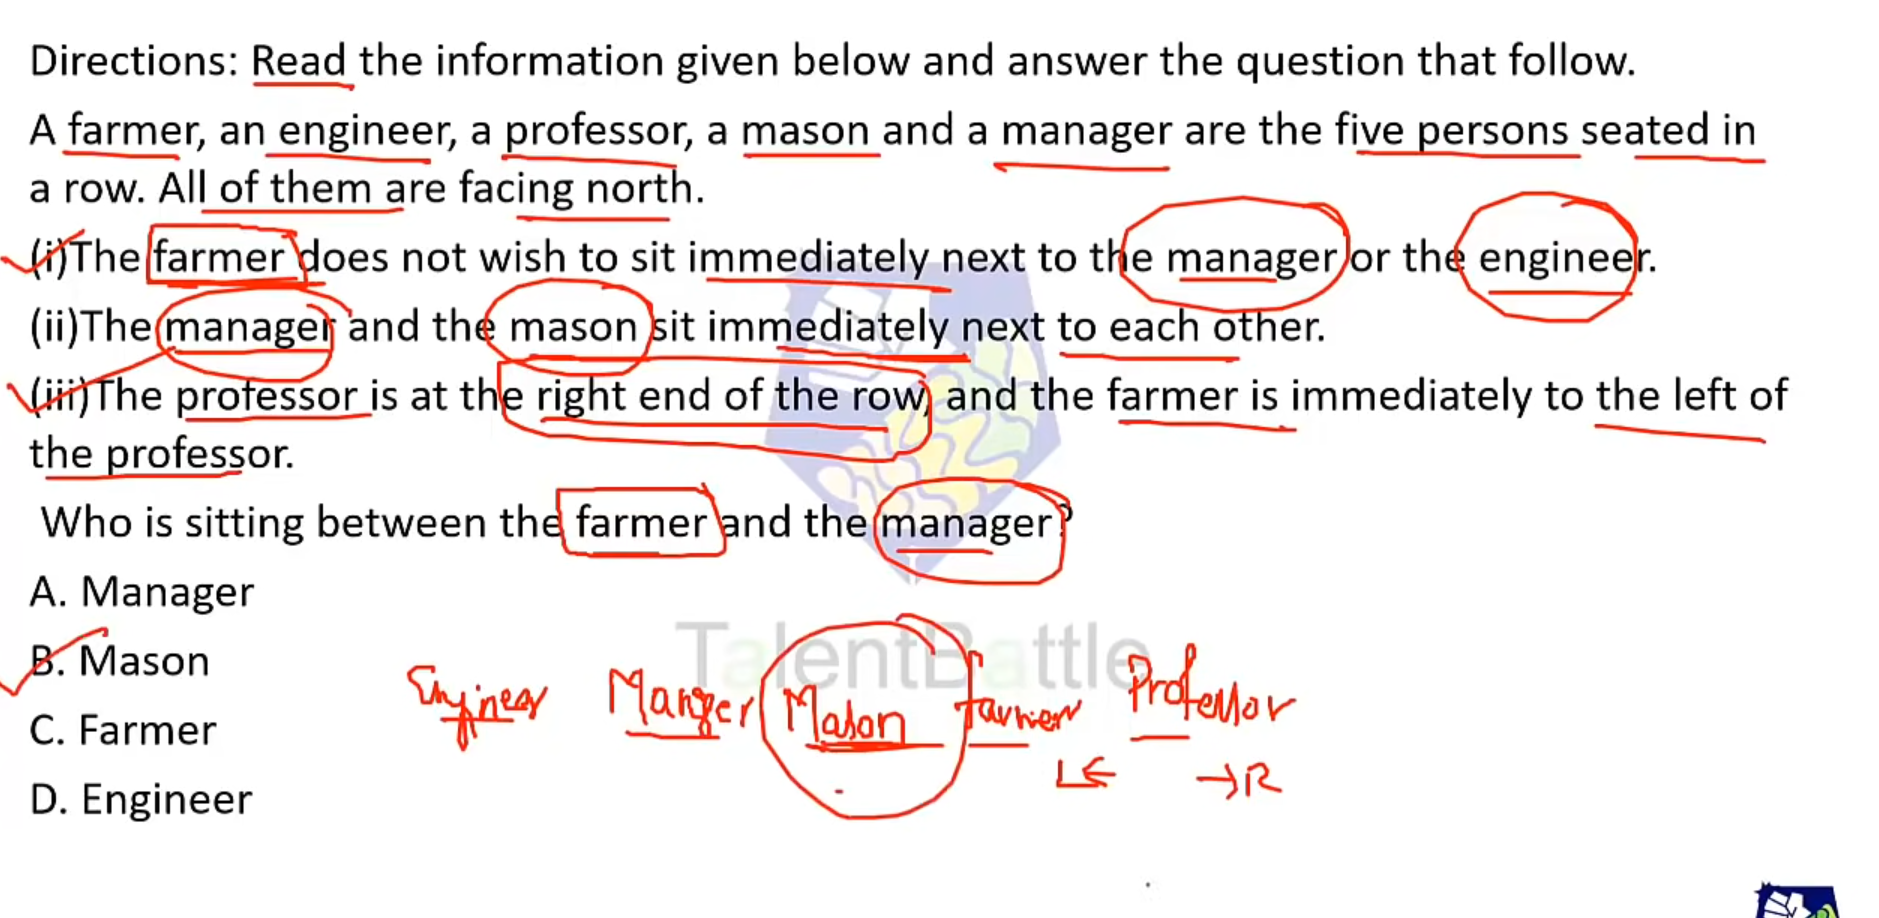 Directions: Read the information given below and answer the question that follow.
A farmer, an engineer, a professor, a mason and a manager are the five persons seated in
a row. All of them are facing north.
(i)The farmer does not wish to sit immediately next to the manager or the engineer.
(ii)The manager and the mason sit immediately next to each other.
(iii)The professor is at the right end of the row, and the farmer is immediately to the left of
the professor.
Who is sitting between the farmer and the manager?
A. Manager
TalentBattle
B. Mason
Engineer Manger Mason Farmer Professor
C. Farmer
L← →R
D. Engineer